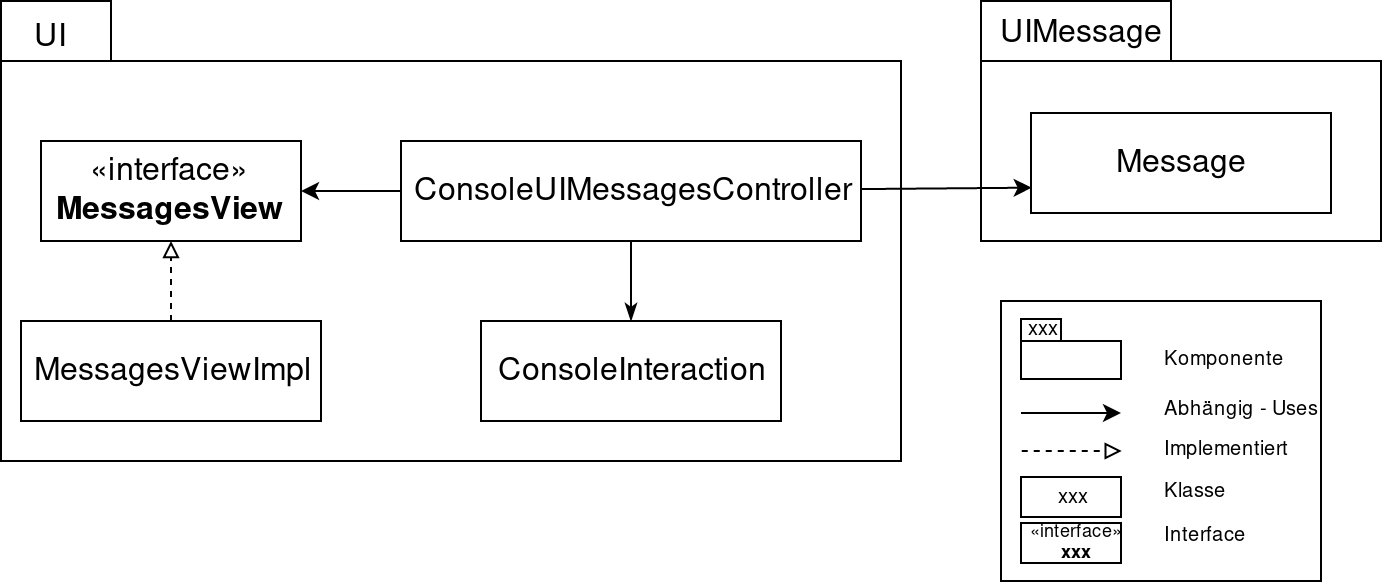 UI
UIMessage
«interface»
MessagesView
ConsoleUIMessagesController
Message
MessagesViewImpl
ConsoleInteraction
xxx
Komponente
Abhängig - Uses
Implementiert
xxx
Klasse
«interface»
xxx
Interface